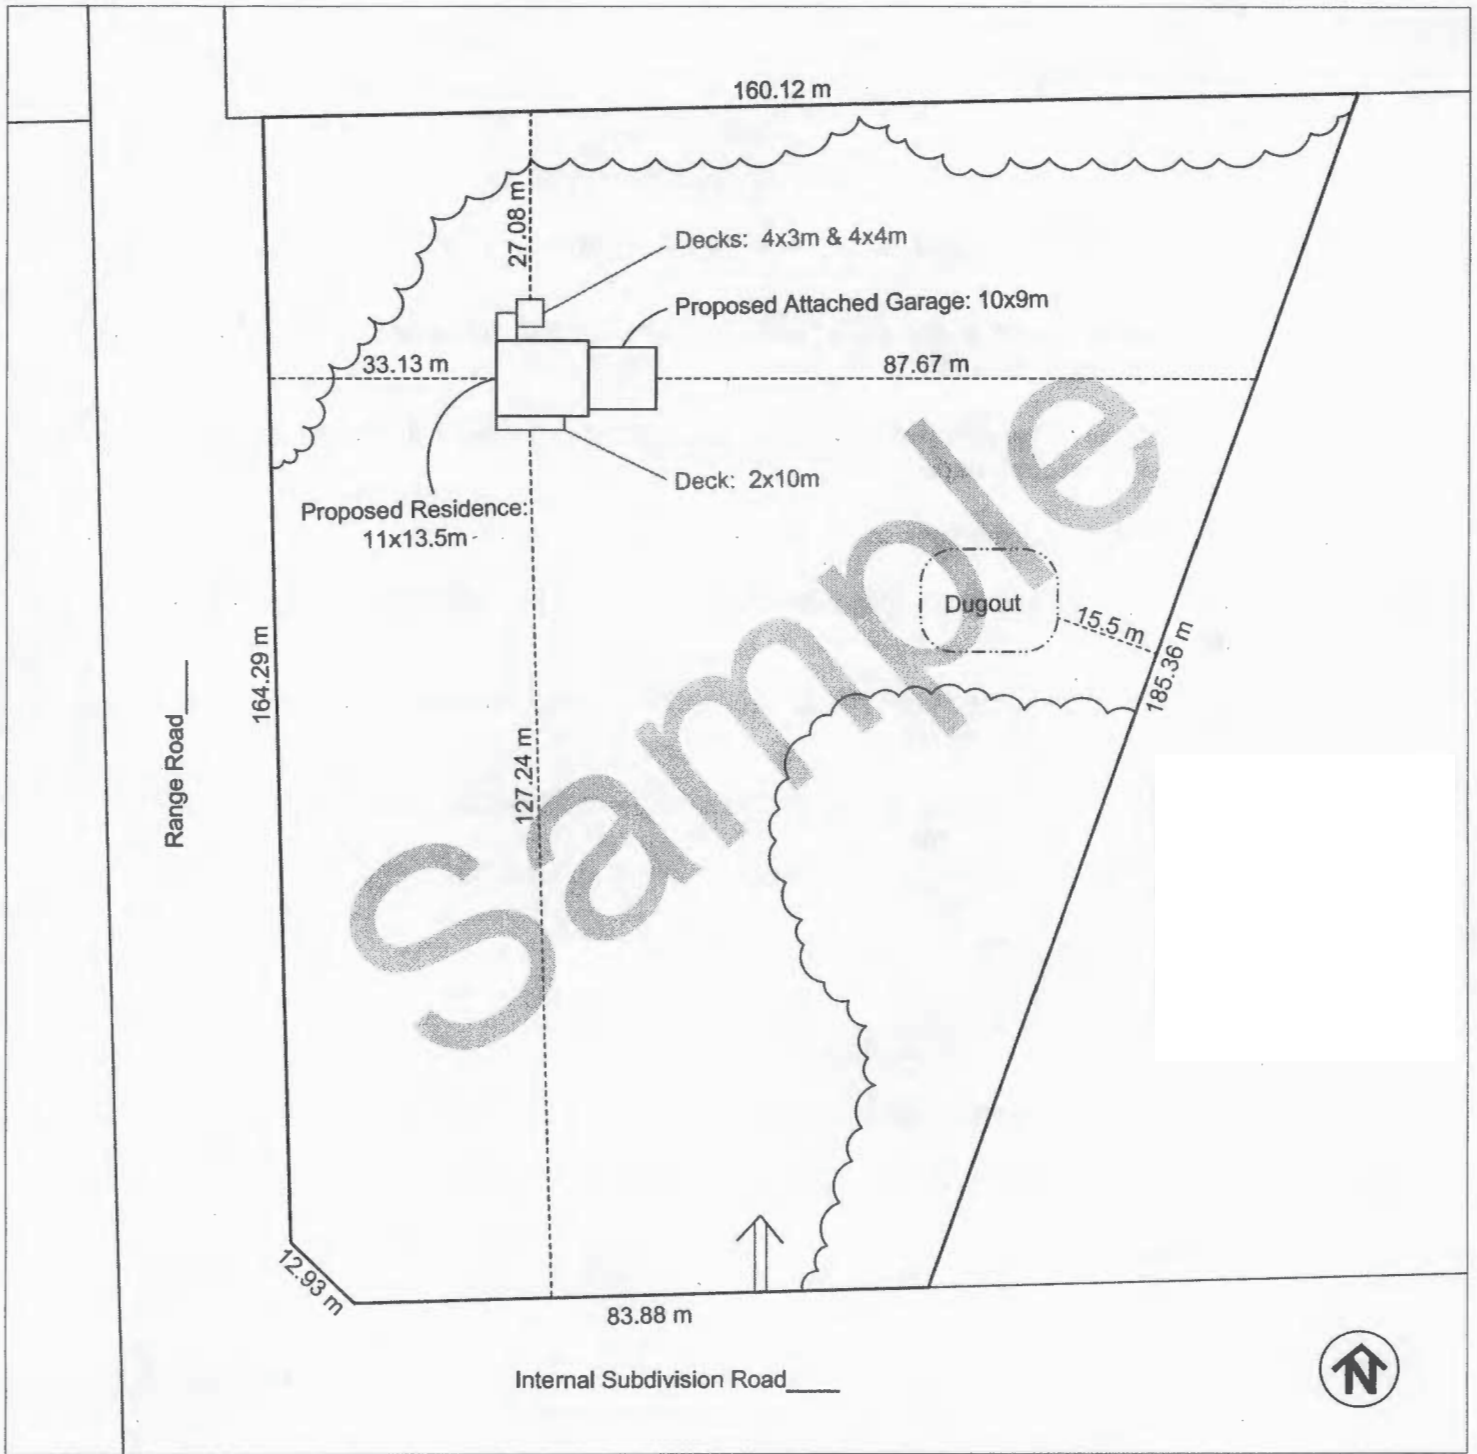 160.12 m
27.08 m
Decks: 4x3m & 4x4m
Proposed Attached Garage: 10x9m
33.13 m
87.67 m
Deck: 2x10m
Proposed Residence:
11x13.5m
Dugout
15.5 m
185.36 m
164.29 m
Range Road____
127.24 m
Sample
12.93 m
83.88 m
Internal Subdivision Road____
N